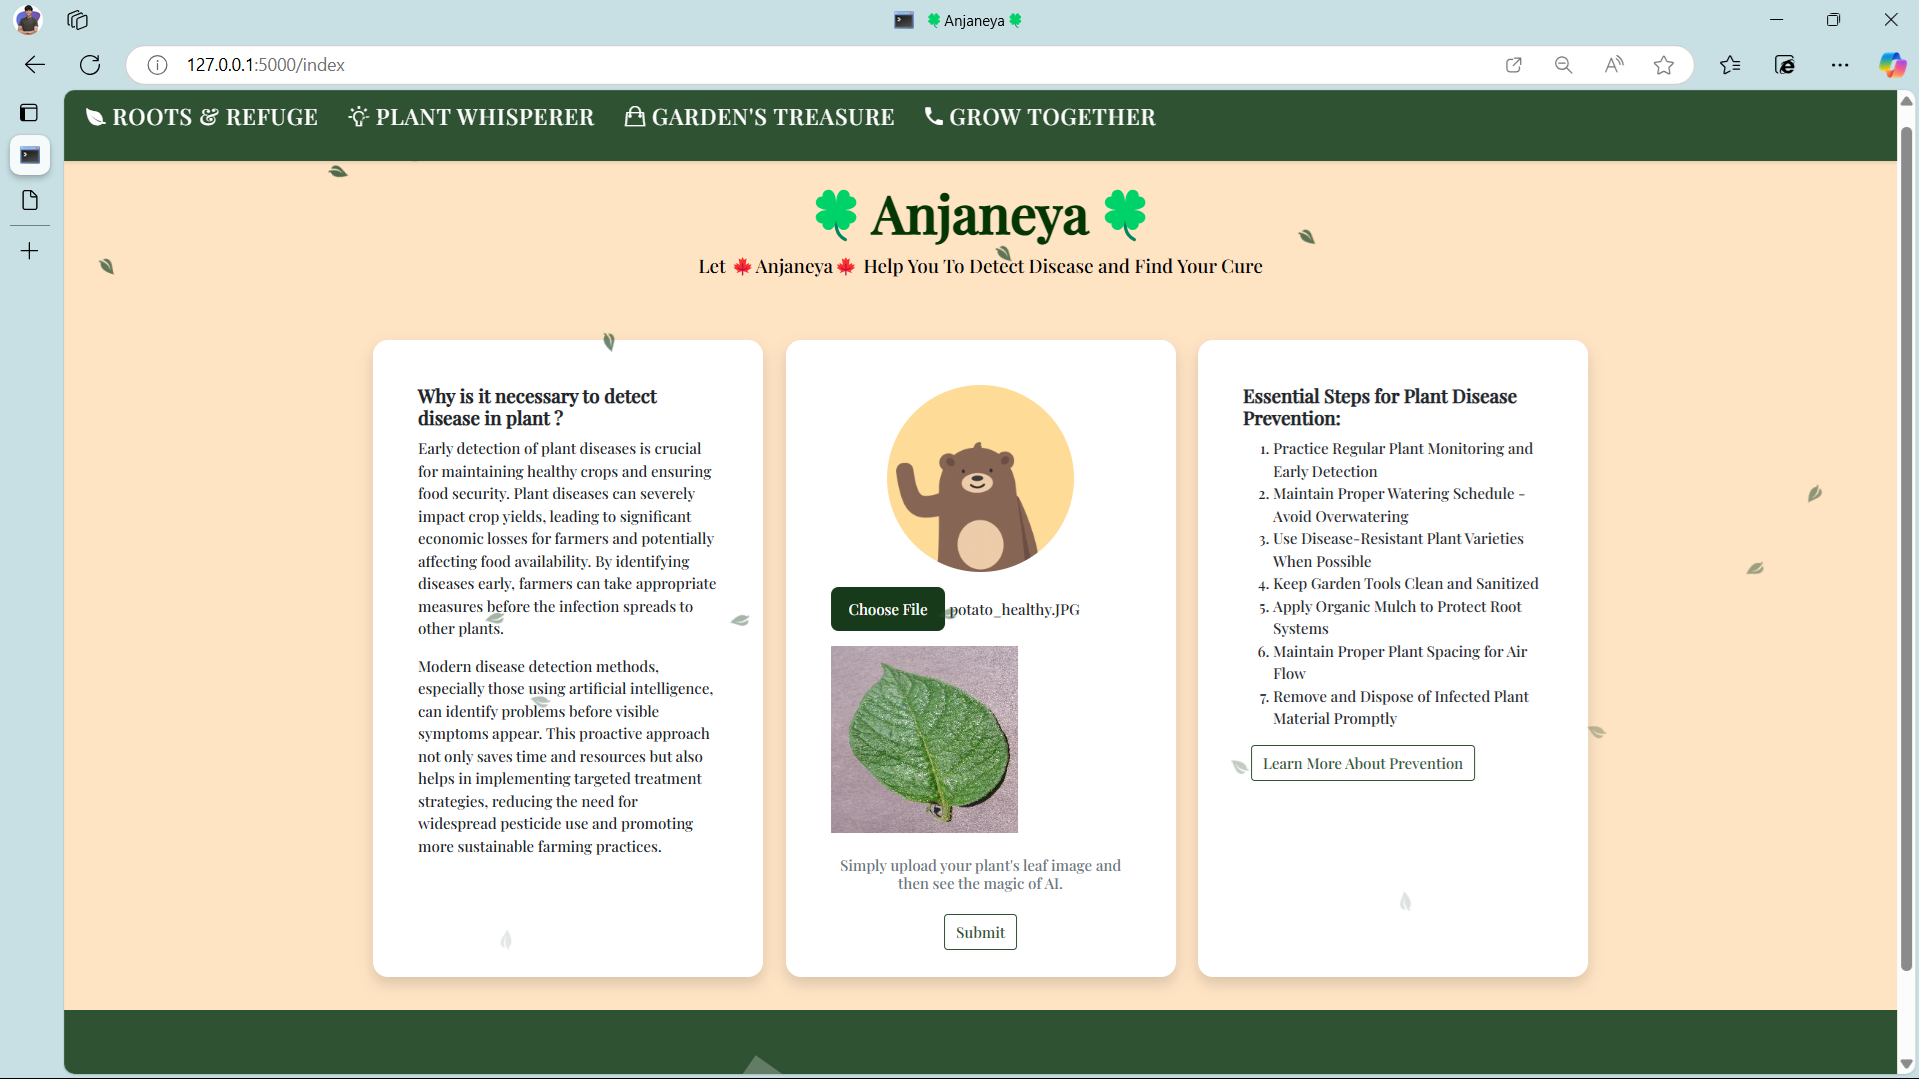 🍀 Anjaneya 🍀
127.0.0.1:5000/index
ROOTS & REFUGE PLANT WHISPERER GARDEN'S TREASURE GROW TOGETHER
🍀 Anjaneya 🍀
Let 🍁Anjaneya🍁 Help You To Detect Disease and Find Your Cure
Why is it necessary to detect
disease in plant ?
Early detection of plant diseases is crucial
for maintaining healthy crops and ensuring
food security. Plant diseases can severely
impact crop yields, leading to significant
economic losses for farmers and potentially
affecting food availability. By identifying
diseases early, farmers can take appropriate
measures before the infection spreads to
other plants.
Modern disease detection methods,
especially those using artificial intelligence,
can identify problems before visible
symptoms appear. This proactive approach
not only saves time and resources but also
helps in implementing targeted treatment
strategies, reducing the need for
widespread pesticide use and promoting
more sustainable farming practices.
Choose File potato_healthy.JPG
Simply upload your plant's leaf image and
then see the magic of AI.
Submit
Essential Steps for Plant Disease
Prevention:
1. Practice Regular Plant Monitoring and
Early Detection
2. Maintain Proper Watering Schedule -
Avoid Overwatering
3. Use Disease-Resistant Plant Varieties
When Possible
4. Keep Garden Tools Clean and Sanitized
5. Apply Organic Mulch to Protect Root
Systems
6. Maintain Proper Plant Spacing for Air
Flow
7. Remove and Dispose of Infected Plant
Material Promptly
Learn More About Prevention